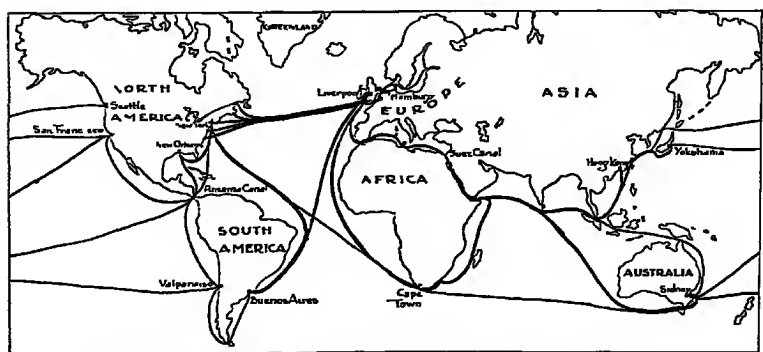 GREENLAND
NORTH
AMERICA
Seattle
San Francisco
New York
New Orleans
Panama Canal
SOUTH
AMERICA
Valparaiso
Buenos Aires
Liverpool
Hamburg
EUROPE
ASIA
Suez Canal
AFRICA
Cape
Town
Hong Kong
Yokohama
AUSTRALIA
Sidney